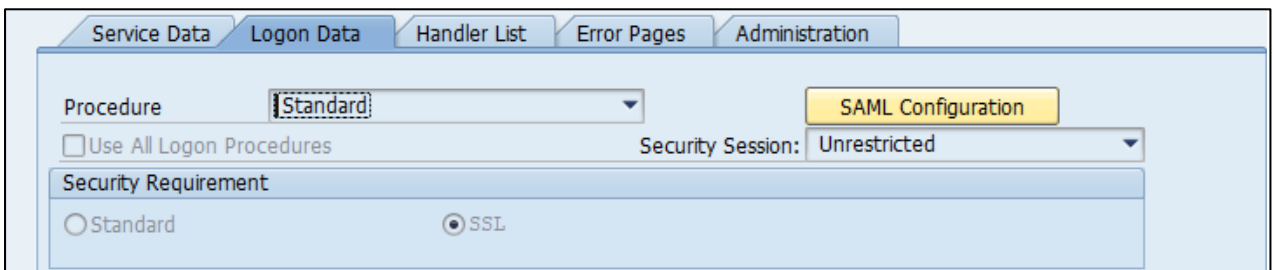 Service Data Logon Data Handler List Error Pages Administration
Procedure Standard SAML Configuration
Use All Logon Procedures Security Session: Unrestricted
Security Requirement
Standard SSL